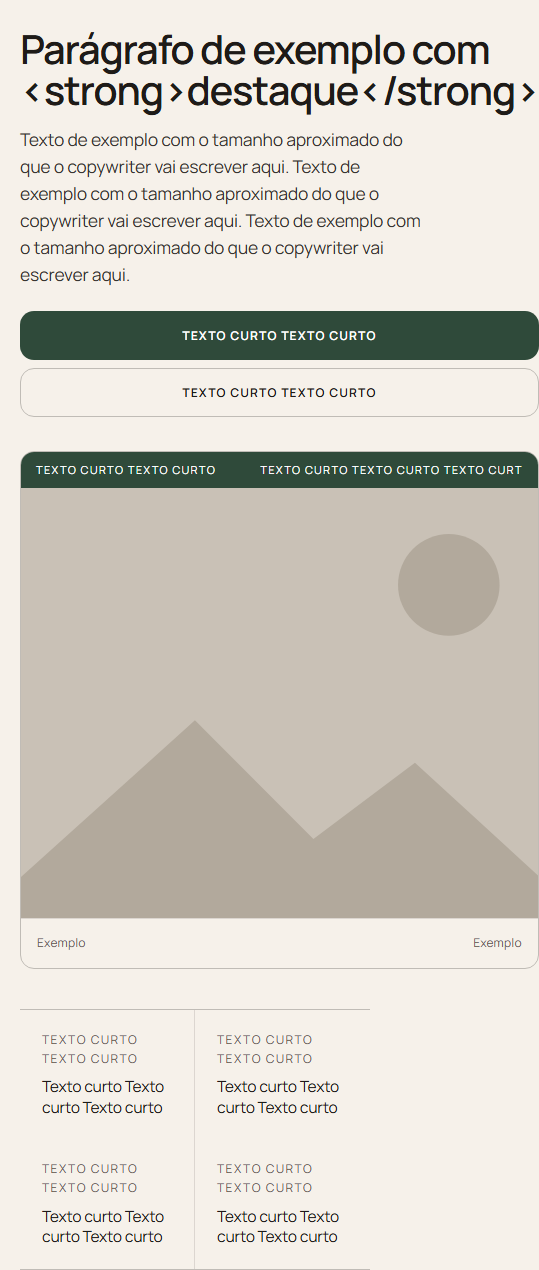 Parágrafo de exemplo com
<strong>destaque</strong>
Texto de exemplo com o tamanho aproximado do
que o copywriter vai escrever aqui. Texto de
exemplo com o tamanho aproximado do que o
copywriter vai escrever aqui. Texto de exemplo com
o tamanho aproximado do que o copywriter vai
escrever aqui.
TEXTO CURTO TEXTO CURTO
TEXTO CURTO TEXTO CURTO
TEXTO CURTO TEXTO CURTO TEXTO CURTO TEXTO CURTO TEXTO CURT
Exemplo Exemplo
TEXTO CURTO TEXTO CURTO
TEXTO CURTO TEXTO CURTO
Texto curto Texto Texto curto Texto
curto Texto curto curto Texto curto
TEXTO CURTO TEXTO CURTO
TEXTO CURTO TEXTO CURTO
Texto curto Texto Texto curto Texto
curto Texto curto curto Texto curto